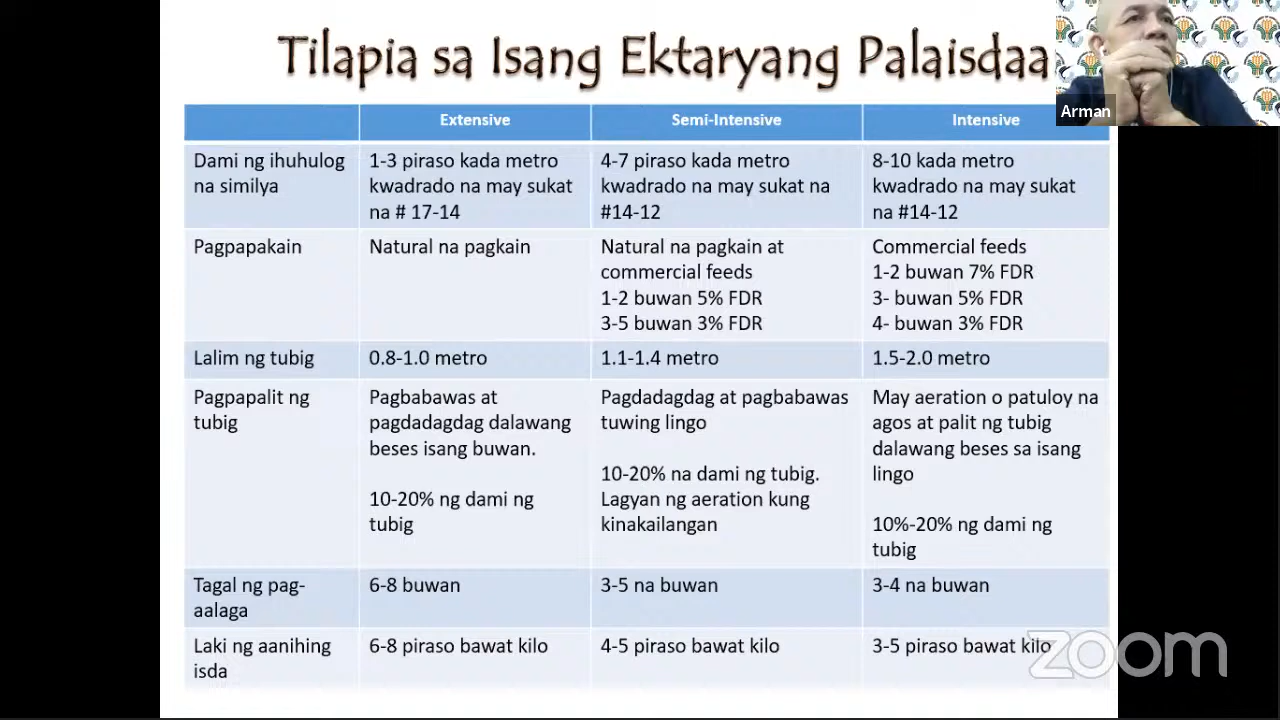 Tilapia sa Isang Ektaryang Palaisdaa
Arman
Extensive
Semi-Intensive
Intensive
Dami ng ihuhulog
na similya
1-3 piraso kada metro
kwadrado na may sukat
na # 17-14
4-7 piraso kada metro
kwadrado na may sukat na
#14-12
8-10 kada metro
kwadrado na may sukat
na #14-12
Pagpapakain
Natural na pagkain
Natural na pagkain at
commercial feeds
1-2 buwan 5% FDR
3-5 buwan 3% FDR
Commercial feeds
1-2 buwan 7% FDR
3- buwan 5% FDR
4- buwan 3% FDR
Lalim ng tubig
0.8-1.0 metro
1.1-1.4 metro
1.5-2.0 metro
Pagpapalit ng
tubig
Pagbabawas at
pagdadagdag dalawang
beses isang buwan.
10-20% ng dami ng
tubig
Pagdadagdag at pagbabawas
tuwing lingo
10-20% na dami ng tubig.
Lagyan ng aeration kung
kinakailangan
May aeration o patuloy na
agos at palit ng tubig
dalawang beses sa isang
lingo
10%-20% ng dami ng
tubig
Tagal ng pag-
aalaga
6-8 buwan
3-5 na buwan
3-4 na buwan
Laki ng aanihing
isda
6-8 piraso bawat kilo
4-5 piraso bawat kilo
3-5 piraso bawat kilo
zoom